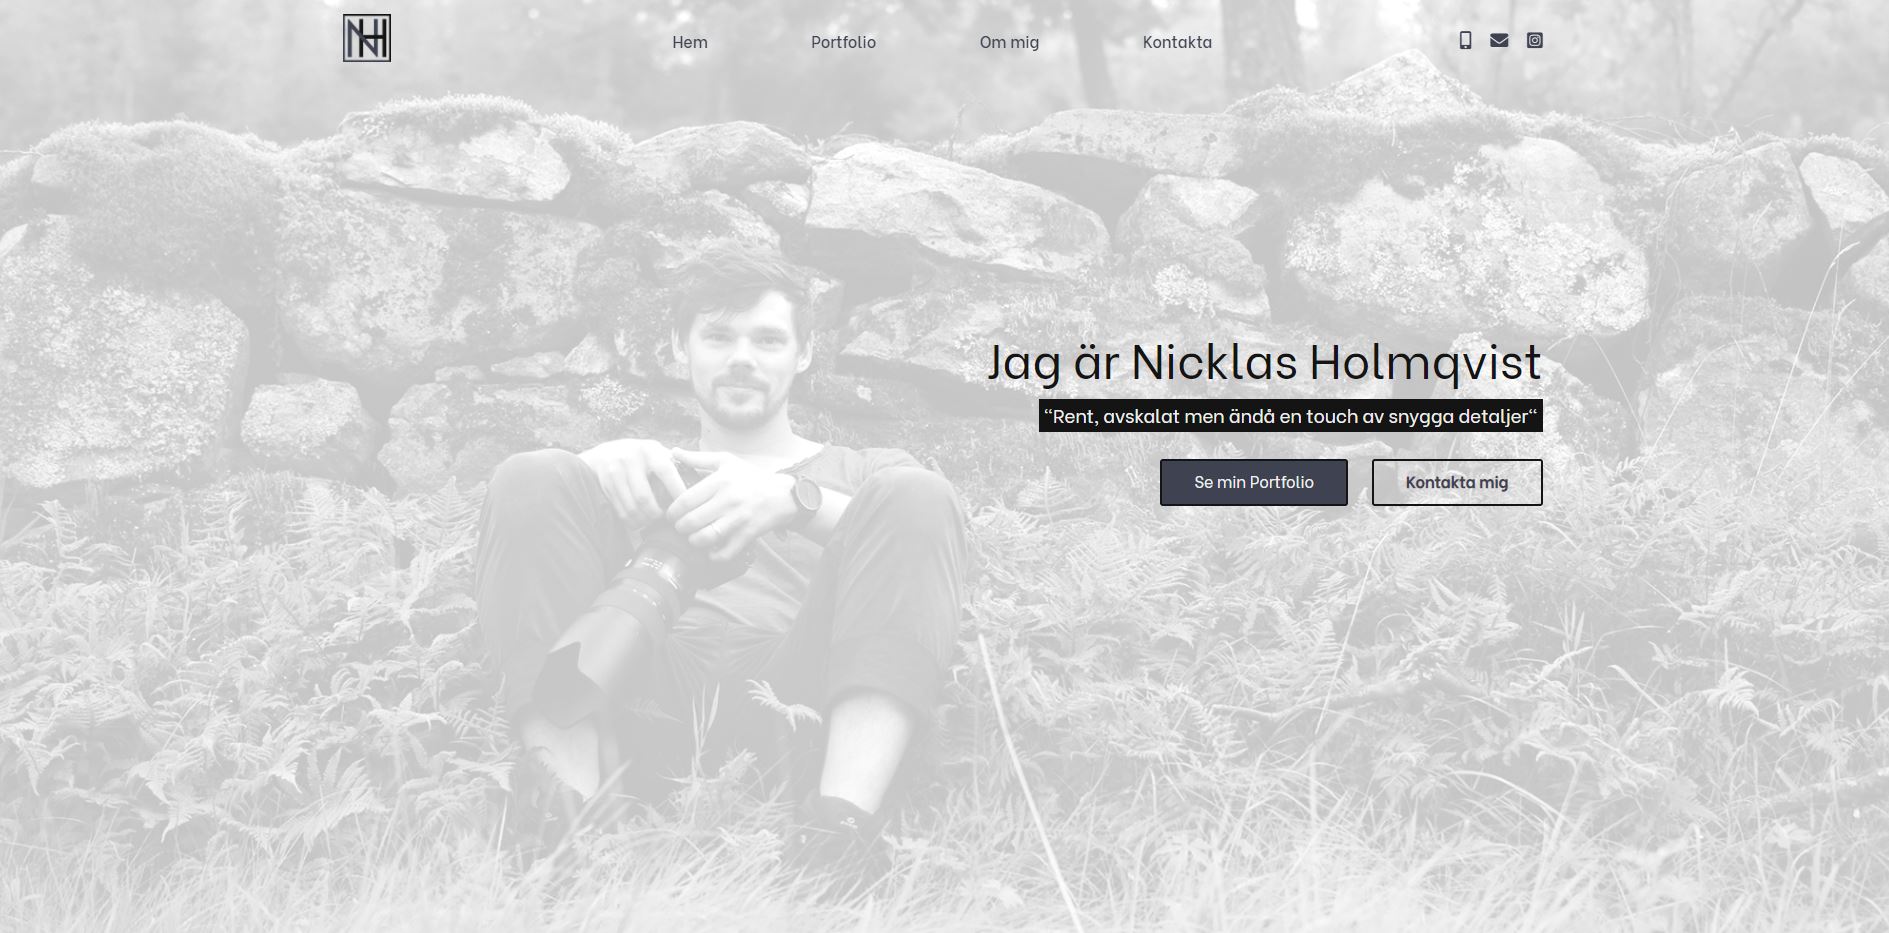 NH
Hem Portfolio Om mig Kontakta
Jag är Nicklas Holmqvist
“Rent, avskalat men ändå en touch av snygga detaljer“
Se min Portfolio Kontakta mig